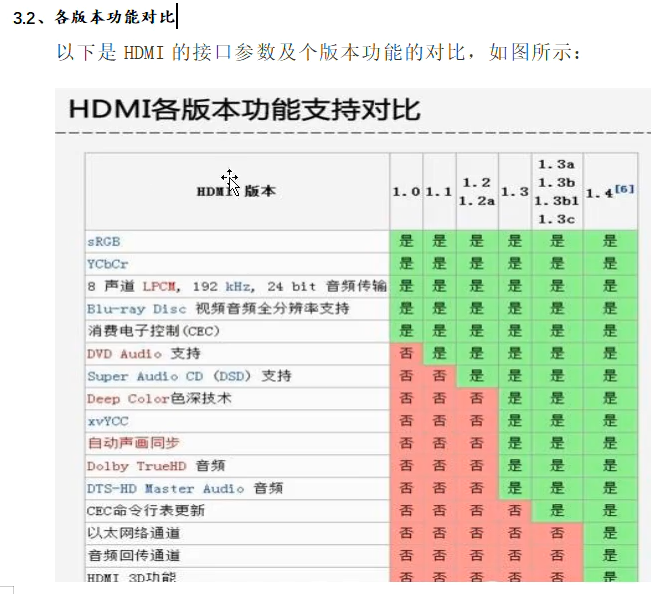 3.2、各版本功能对比
以下是 HDMI 的接口参数及个版本功能的对比，如图所示：
HDMI各版本功能支持对比
HDMI 版本 1.0 1.1 1.2 1.2a 1.3 1.3a 1.3b 1.3b1 1.3c 1.4[6]
sRGB 是 是 是 是 是 是
YCbCr 是 是 是 是 是 是
8 声道 LPCM, 192 kHz, 24 bit 音频传输 是 是 是 是 是 是
Blu-ray Disc 视频音频全分辨率支持 是 是 是 是 是 是
消费电子控制(CEC) 是 是 是 是 是 是
DVD Audio 支持 否 是 是 是 是 是
Super Audio CD (DSD) 支持 否 否 是 是 是 是
Deep Color色深技术 否 否 否 是 是 是
xvYCC 否 否 否 是 是 是
自动声画同步 否 否 否 是 是 是
Dolby TrueHD 音频 否 否 否 是 是 是
DTS-HD Master Audio 音频 否 否 否 是 是 是
CEC命令行表更新 否 否 否 否 是 是
以太网络通道 否 否 否 否 否 是
音频回传通道 否 否 否 否 否 是
HDMI 3D功能 否 否 否 否 否 是